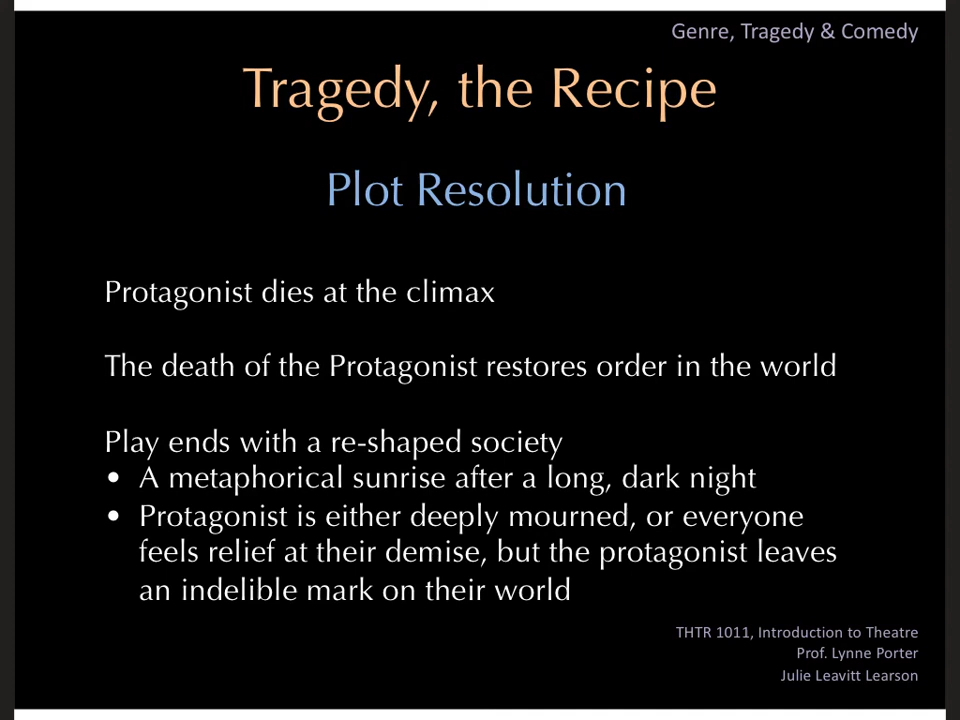 Genre, Tragedy & Comedy
Tragedy, the Recipe
Plot Resolution
Protagonist dies at the climax
The death of the Protagonist restores order in the world
Play ends with a re-shaped society
• A metaphorical sunrise after a long, dark night
• Protagonist is either deeply mourned, or everyone
feels relief at their demise, but the protagonist leaves
an indelible mark on their world
THTR 1011, Introduction to Theatre
Prof. Lynne Porter
Julie Leavitt Learson